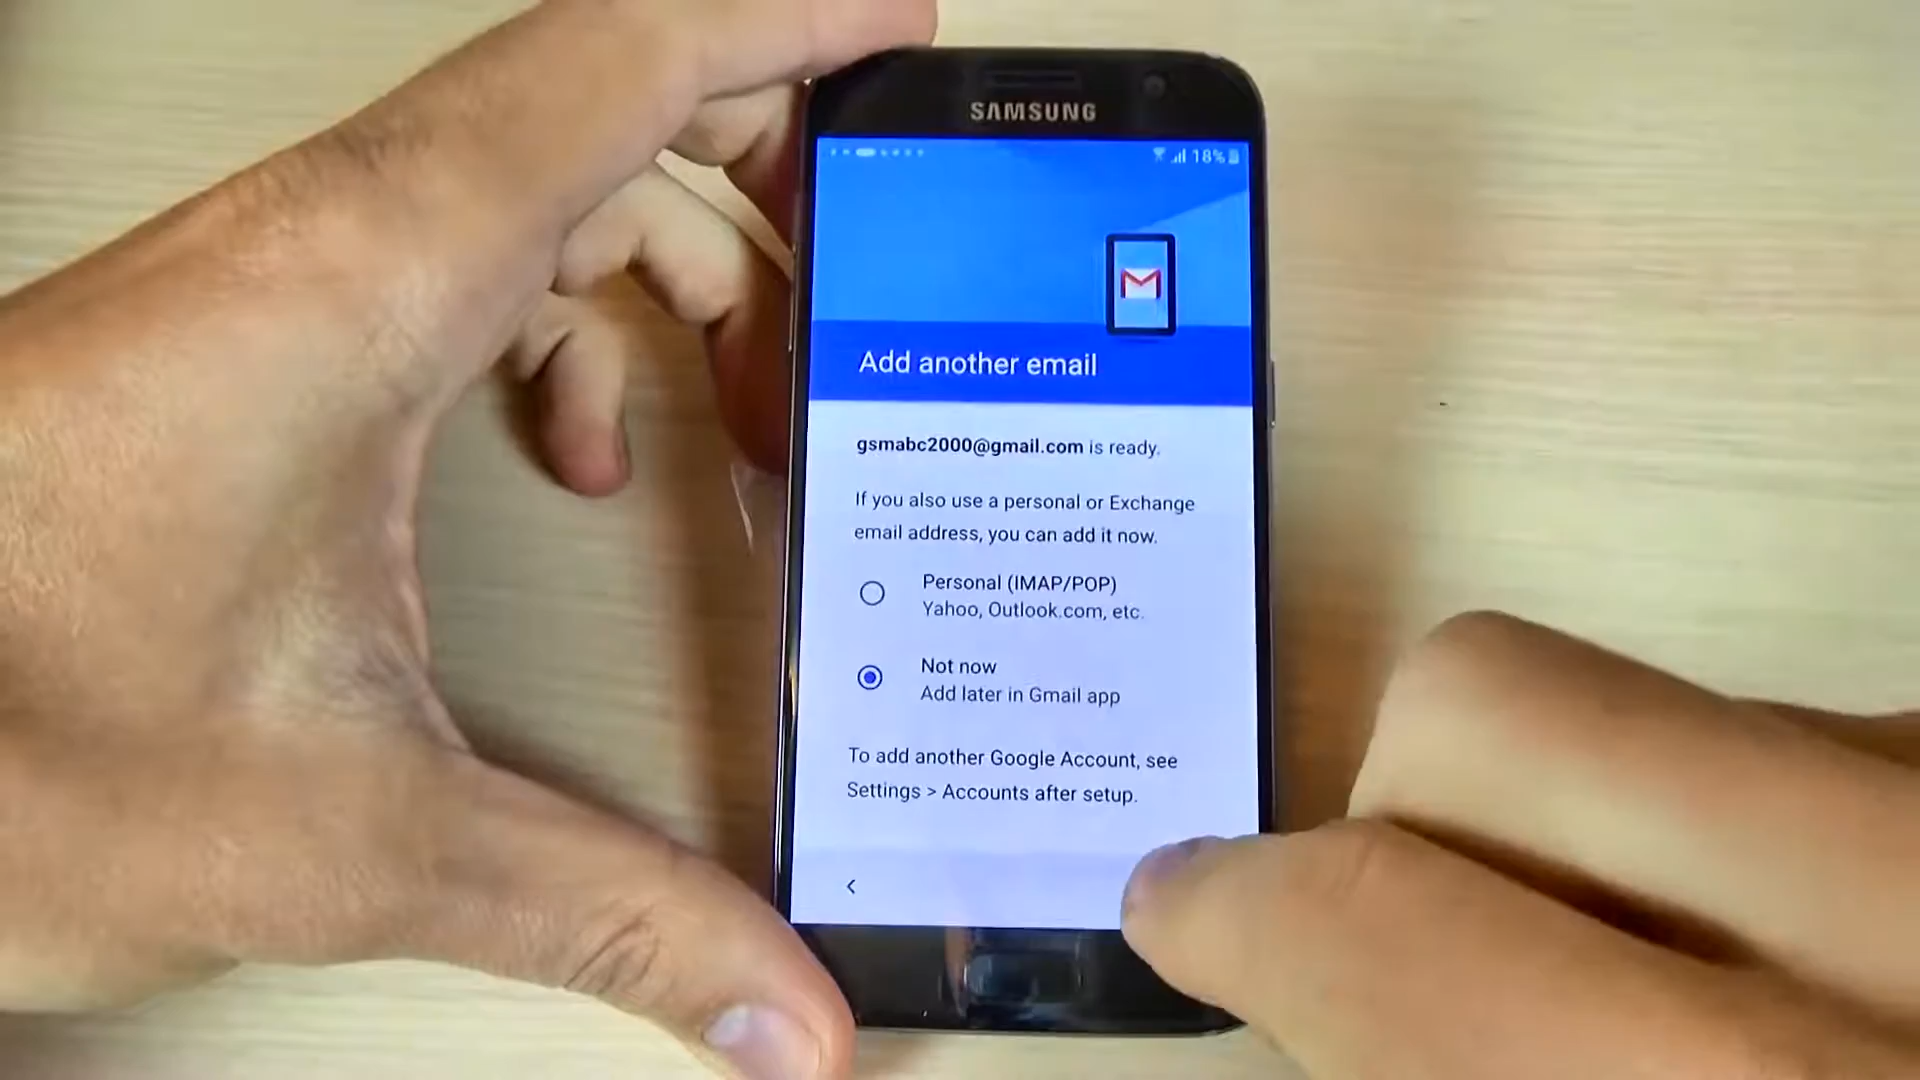 SAMSUNG
18%
Add another email
gsmabc2000@gmail.com is ready.
If you also use a personal or Exchange
email address, you can add it now.
Personal (IMAP/POP)
Yahoo, Outlook.com, etc.
Not now
Add later in Gmail app
To add another Google Account, see
Settings > Accounts after setup.